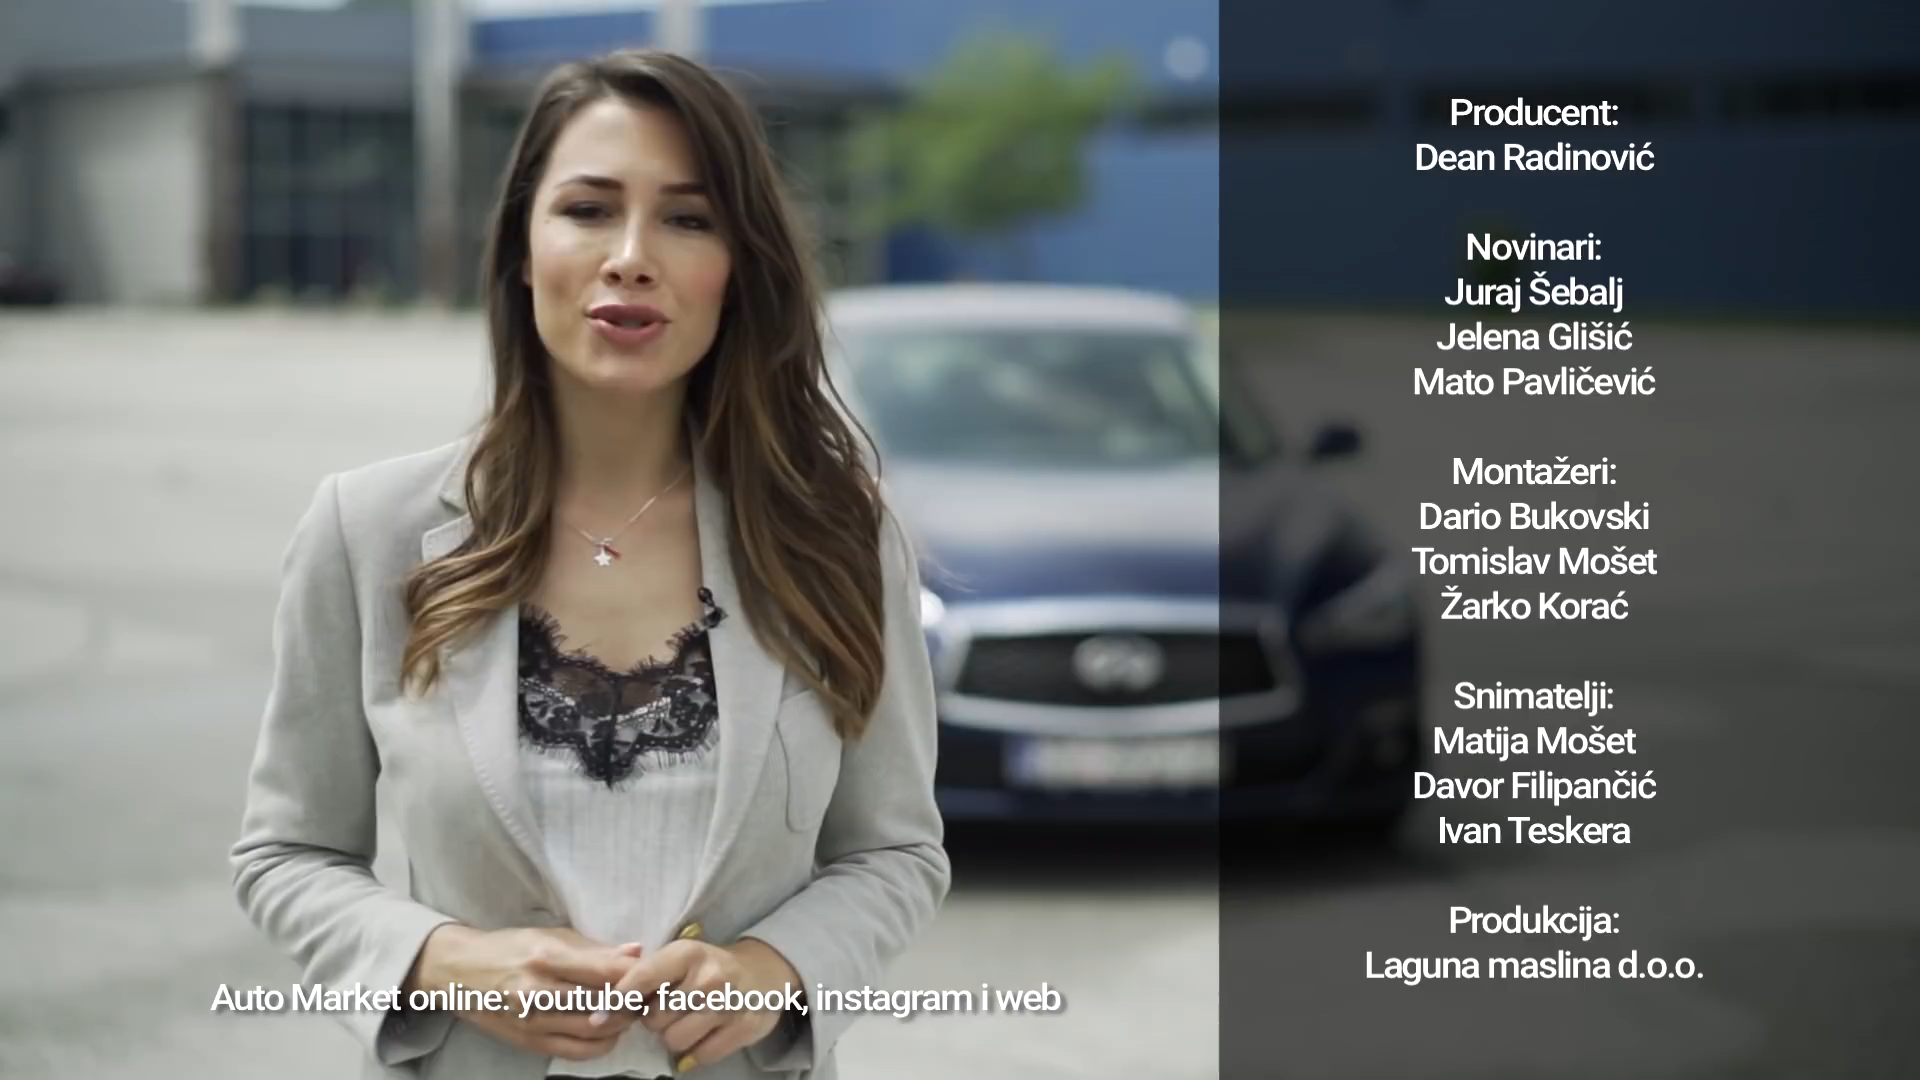 Producent:
Dean Radinović
Novinari:
Juraj Šebalj
Jelena Glišić
Mato Pavličević
Montažeri:
Dario Bukovski
Tomislav Mošet
Žarko Korać
Snimatelji:
Matija Mošet
Davor Filipančić
Ivan Teskera
Produkcija:
Laguna maslina d.o.o.
Auto Market online: youtube, facebook, instagram i web